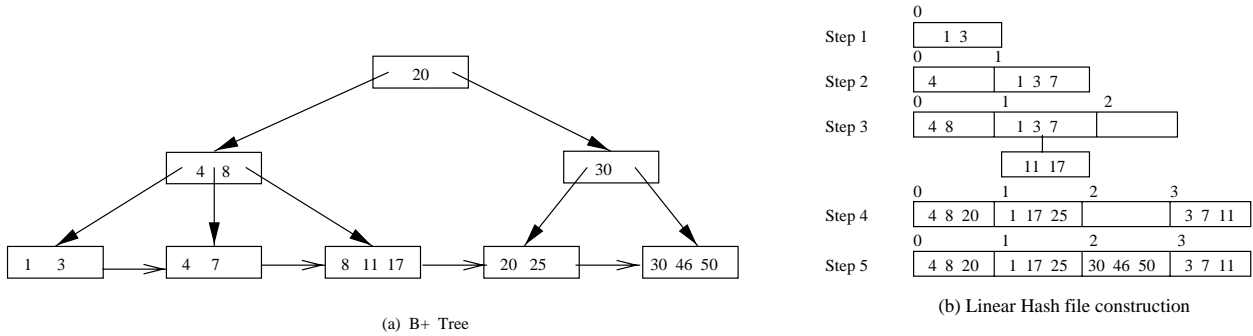 20
4 8
30
1 3
4 7
8 11 17
20 25
30 46 50
(a) B+ Tree
0
Step 1
1 3
0 1
Step 2
4
1 3 7
0 1 2
Step 3
4 8
1 3 7
11 17
0 1 2 3
Step 4
4 8 20
1 17 25
3 7 11
0 1 2 3
Step 5
4 8 20
1 17 25
30 46 50
3 7 11
(b) Linear Hash file construction